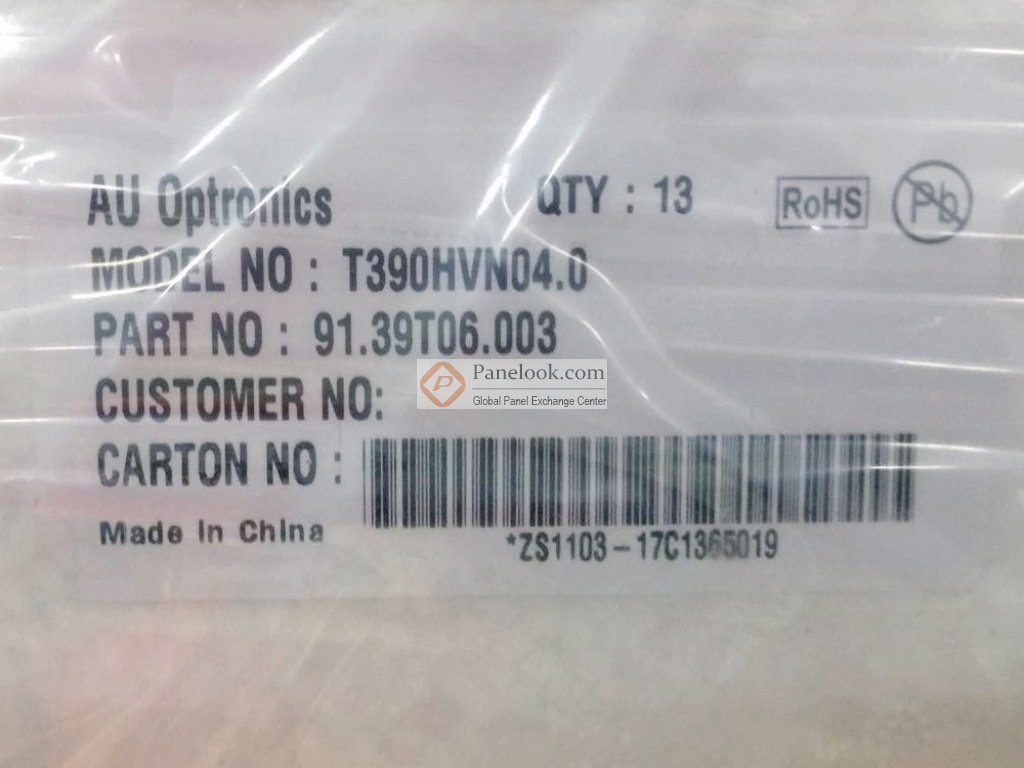 AU Optronics QTY : 13 RoHS Pb
MODEL NO : T390HVN04.0
PART NO : 91.39T06.003
Panelook.com
Global Panel Exchange Center
CUSTOMER NO:
CARTON NO :
Made In China
*ZS1103-17C1365019